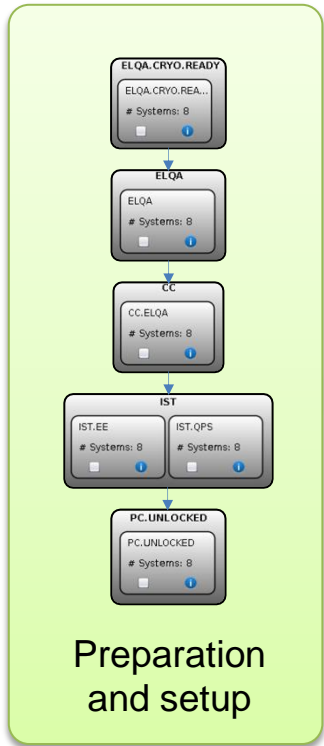 ELQA.CRYO.READY
ELQA.CRYO.REA...
# Systems: 8
ELQA
ELQA
# Systems: 8
CC
CC.ELQA
# Systems: 8
IST
IST.EE IST.QPS
# Systems: 8 # Systems: 8
PC.UNLOCKED
PC.UNLOCKED
# Systems: 8
Preparation
and setup